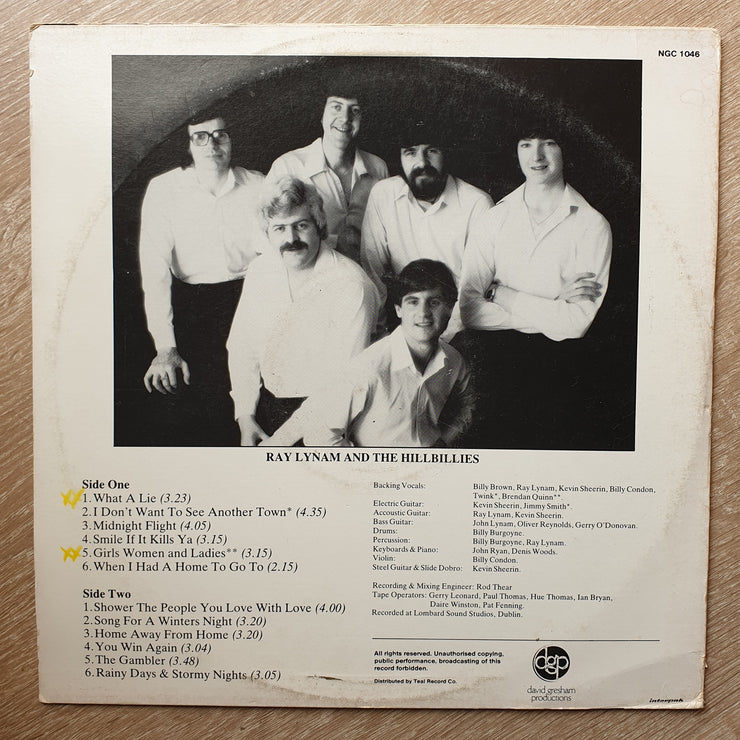 NGC 1046
RAY LYNAM AND THE HILLBILLIES
Side One
1. What A Lie (3.23)
2. I Don't Want To See Another Town* (4.35)
3. Midnight Flight (4.05)
4. Smile If It Kills Ya (3.15)
5. Girls Women and Ladies** (3.15)
6. When I Had A Home To Go To (2.15)
Side Two
1. Shower The People You Love With Love (4.00)
2. Song For A Winters Night (3.20)
3. Home Away From Home (3.20)
4. You Win Again (3.04)
5. The Gambler (3.48)
6. Rainy Days & Stormy Nights (3.05)
Backing Vocals: Billy Brown, Ray Lynam, Kevin Sheerin, Billy Condon,
Twink*, Brendan Quinn**.
Electric Guitar: Kevin Sheerin, Jimmy Smith*.
Accoustic Guitar: Ray Lynam, Kevin Sheerin.
Bass Guitar: John Lynam, Oliver Reynolds, Gerry O'Donovan.
Drums: Billy Burgoyne.
Percussion: Billy Burgoyne, Ray Lynam.
Keyboards & Piano: John Ryan, Denis Woods.
Violin: Billy Condon.
Steel Guitar & Slide Dobro: Kevin Sheerin.
Recording & Mixing Engineer: Rod Thear
Tape Operators: Gerry Leonard, Paul Thomas, Hue Thomas, Ian Bryan,
Daire Winston, Pat Fenning.
Recorded at Lombard Sound Studios, Dublin.
All rights reserved. Unauthorised copying,
public performance, broadcasting of this
record forbidden.
Distributed by Teal Record Co.
dgp
david gresham
productions
interpak